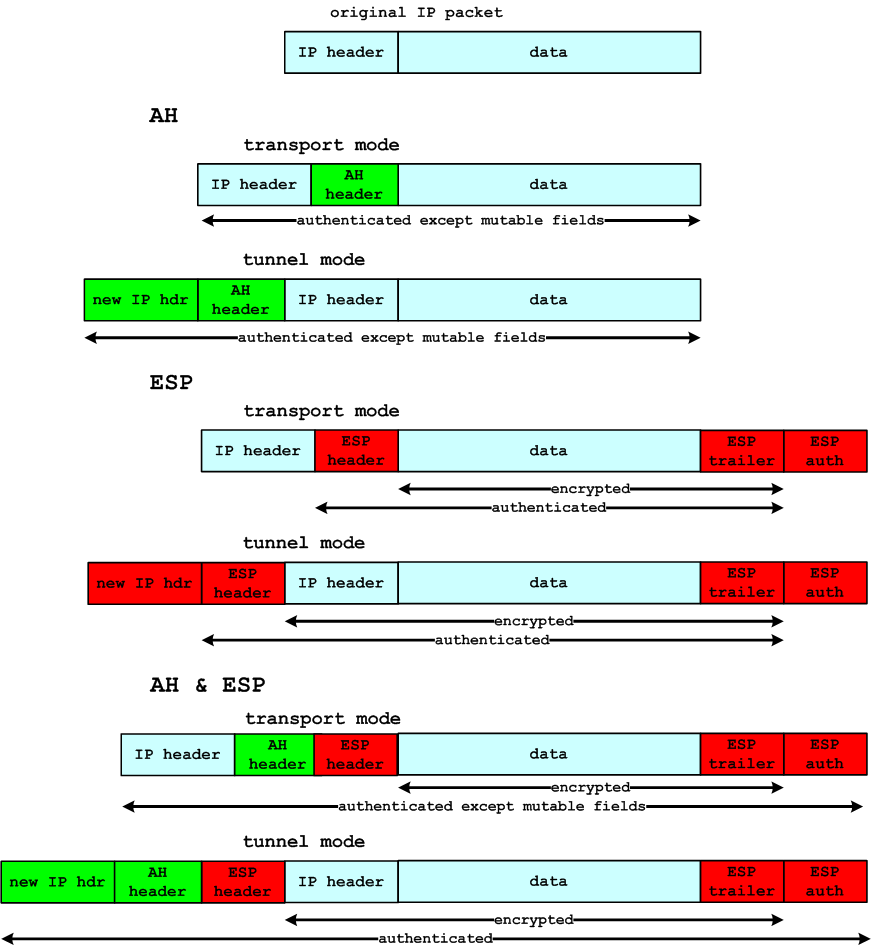 original IP packet
IP header data
AH
transport mode
IP header AH header data
authenticated except mutable fields
tunnel mode
new IP hdr AH header IP header data
authenticated except mutable fields
ESP
transport mode
IP header ESP header data ESP trailer ESP auth
encrypted
authenticated
tunnel mode
new IP hdr ESP header IP header data ESP trailer ESP auth
encrypted
authenticated
AH & ESP
transport mode
IP header AH header ESP header data ESP trailer ESP auth
encrypted
authenticated except mutable fields
tunnel mode
new IP hdr AH header ESP header IP header data ESP trailer ESP auth
encrypted
authenticated